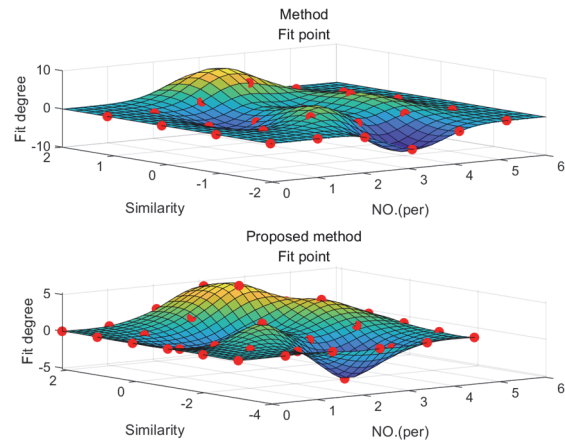 Method
Fit point
10
0
-10
Fit degree
2
1
0
-1
-2
Similarity
0
1
2
3
4
5
6
NO.(per)
Proposed method
Fit point
5
0
-5
Fit degree
2
0
-2
-4
Similarity
0
1
2
3
4
5
6
NO.(per)